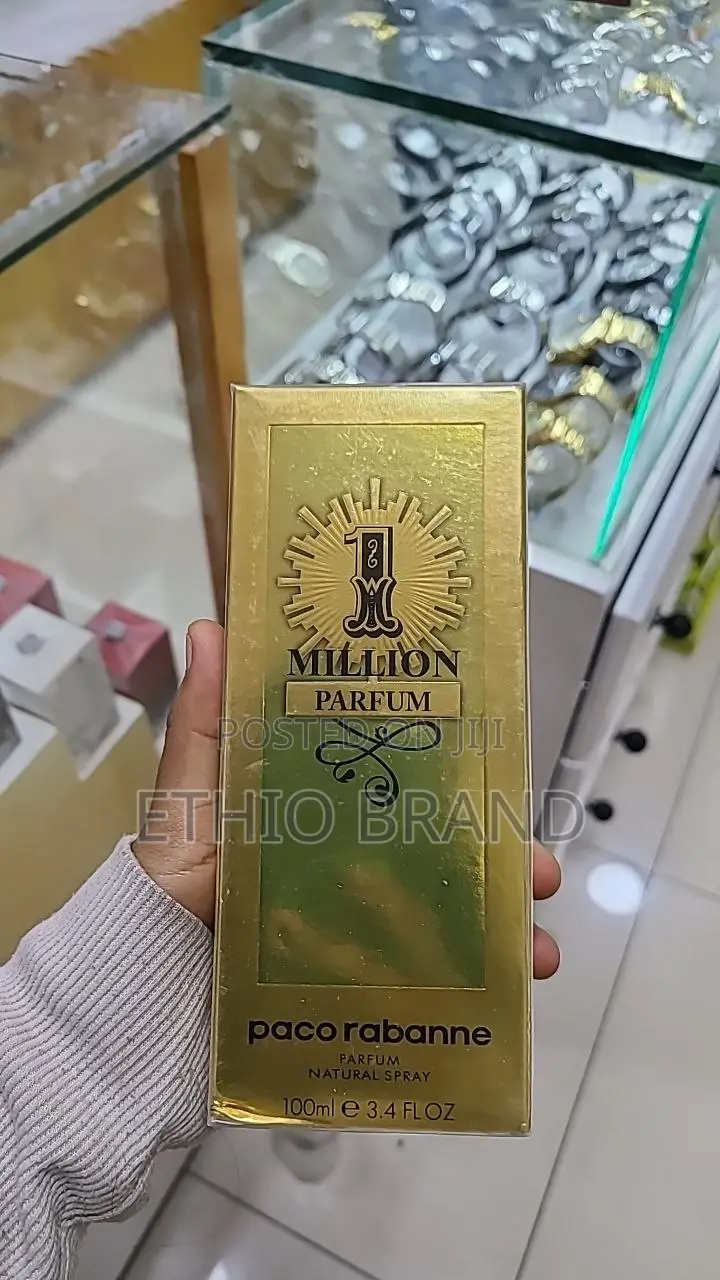 1
MILLION
PARFUM
POSTED ON JIJI
ETHIO BRAND
paco rabanne
PARFUM
NATURAL SPRAY
100ml e 3.4 FL OZ